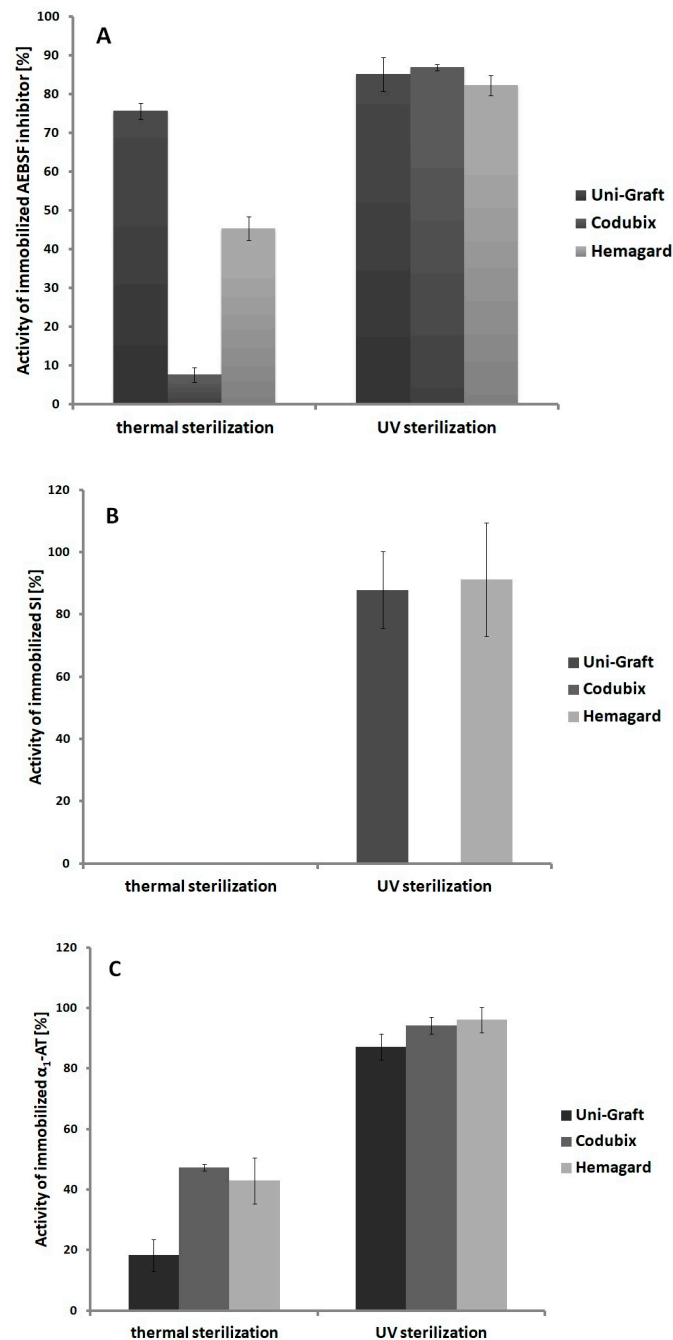 A
Activity of immobilized AEBSF inhibitor [%]
100
90
80
70
60
50
40
30
20
10
0
thermal sterilization
UV sterilization
Uni-Graft
Codubix
Hemagard
B
Activity of immobilized SI [%]
120
100
80
60
40
20
0
thermal sterilization
UV sterilization
Uni-Graft
Codubix
Hemagard
C
Activity of immobilized α₁-AT [%]
120
100
80
60
40
20
0
thermal sterilization
UV sterilization
Uni-Graft
Codubix
Hemagard